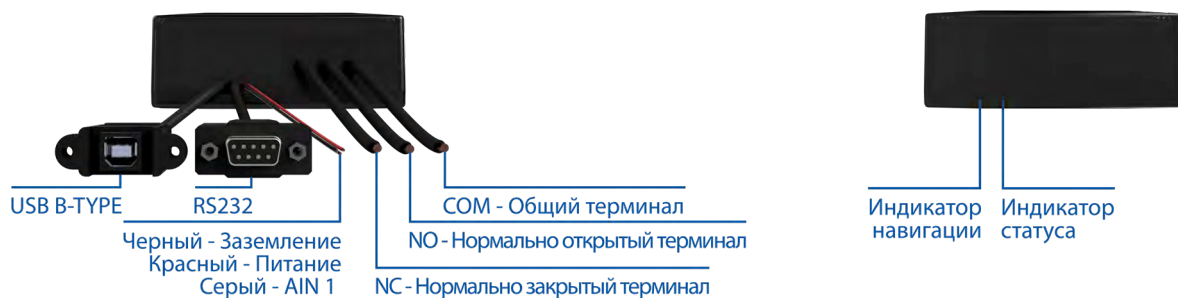 USB B-TYPE
RS232
COM - Общий терминал
Черный - Заземление
Красный - Питание
Серый - AIN 1
NO - Нормально открытый терминал
NC - Нормально закрытый терминал
Индикатор
навигации
Индикатор
статуса